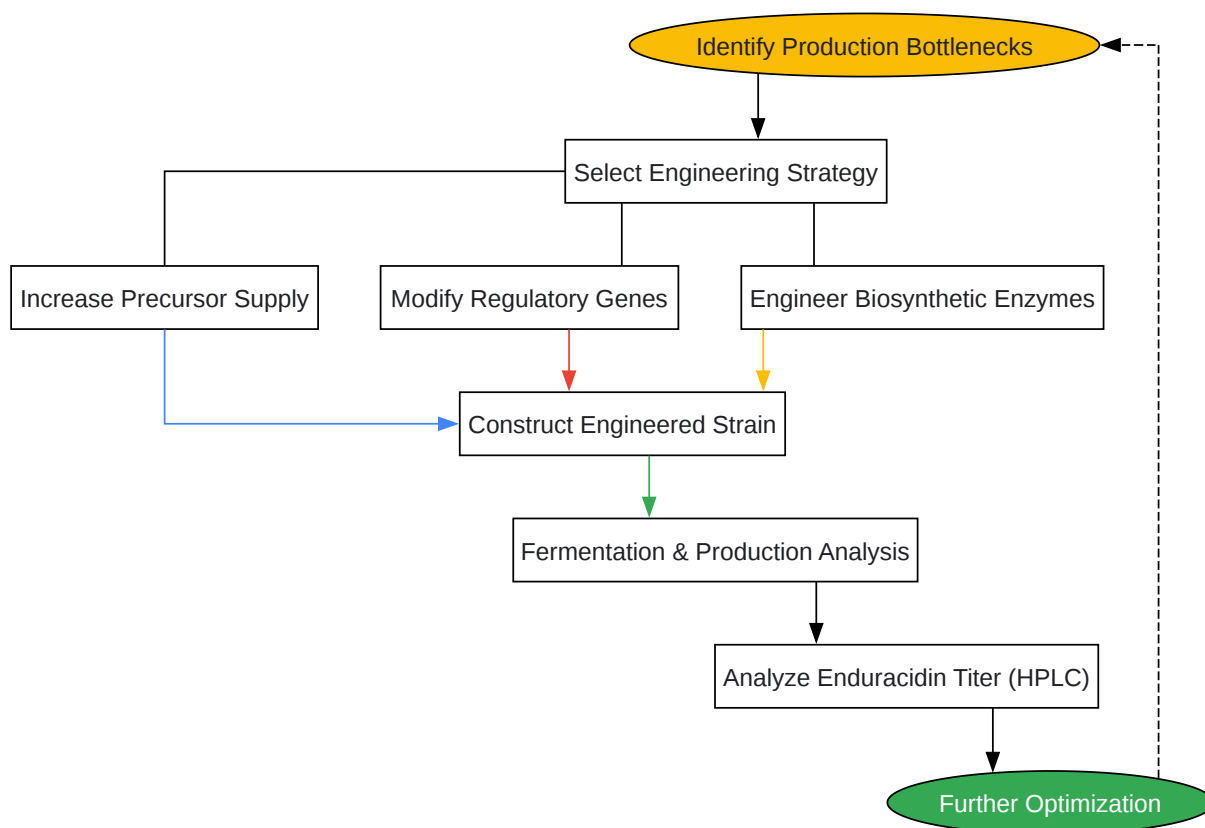 Identify Production Bottlenecks
Select Engineering Strategy
Increase Precursor Supply
Modify Regulatory Genes
Engineer Biosynthetic Enzymes
Construct Engineered Strain
Fermentation & Production Analysis
Analyze Enduracidin Titer (HPLC)
Further Optimization